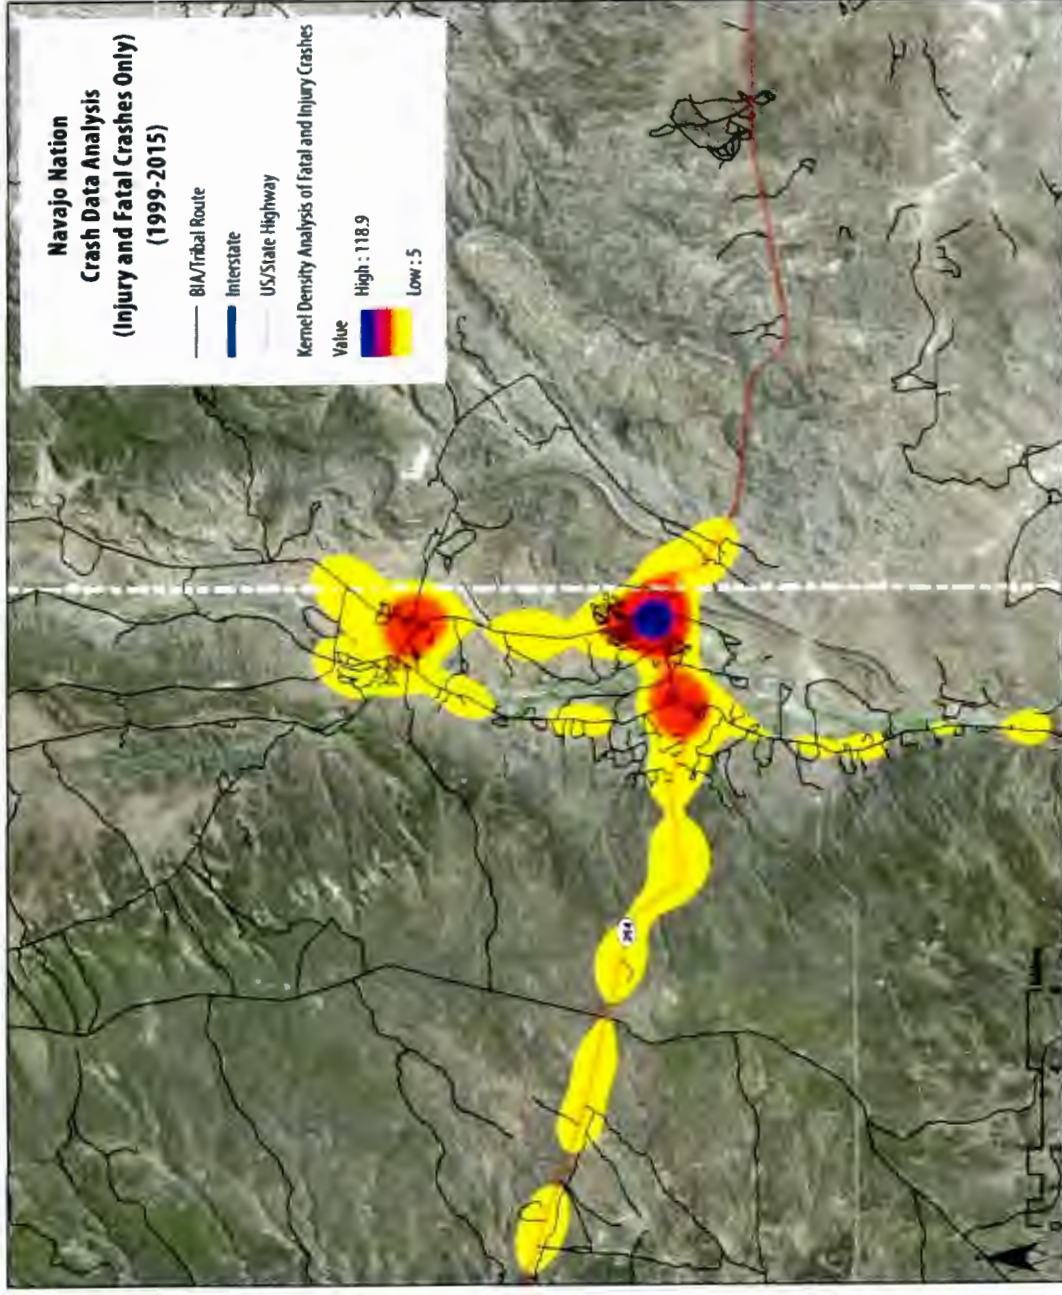 Navajo Nation
Crash Data Analysis
(Injury and Fatal Crashes Only)
(1999-2015)
BIA/Tribal Route
Interstate
US/State Highway
Kernel Density Analysis of Fatal and Injury Crashes
Value
High : 118.9
Low : 5
264